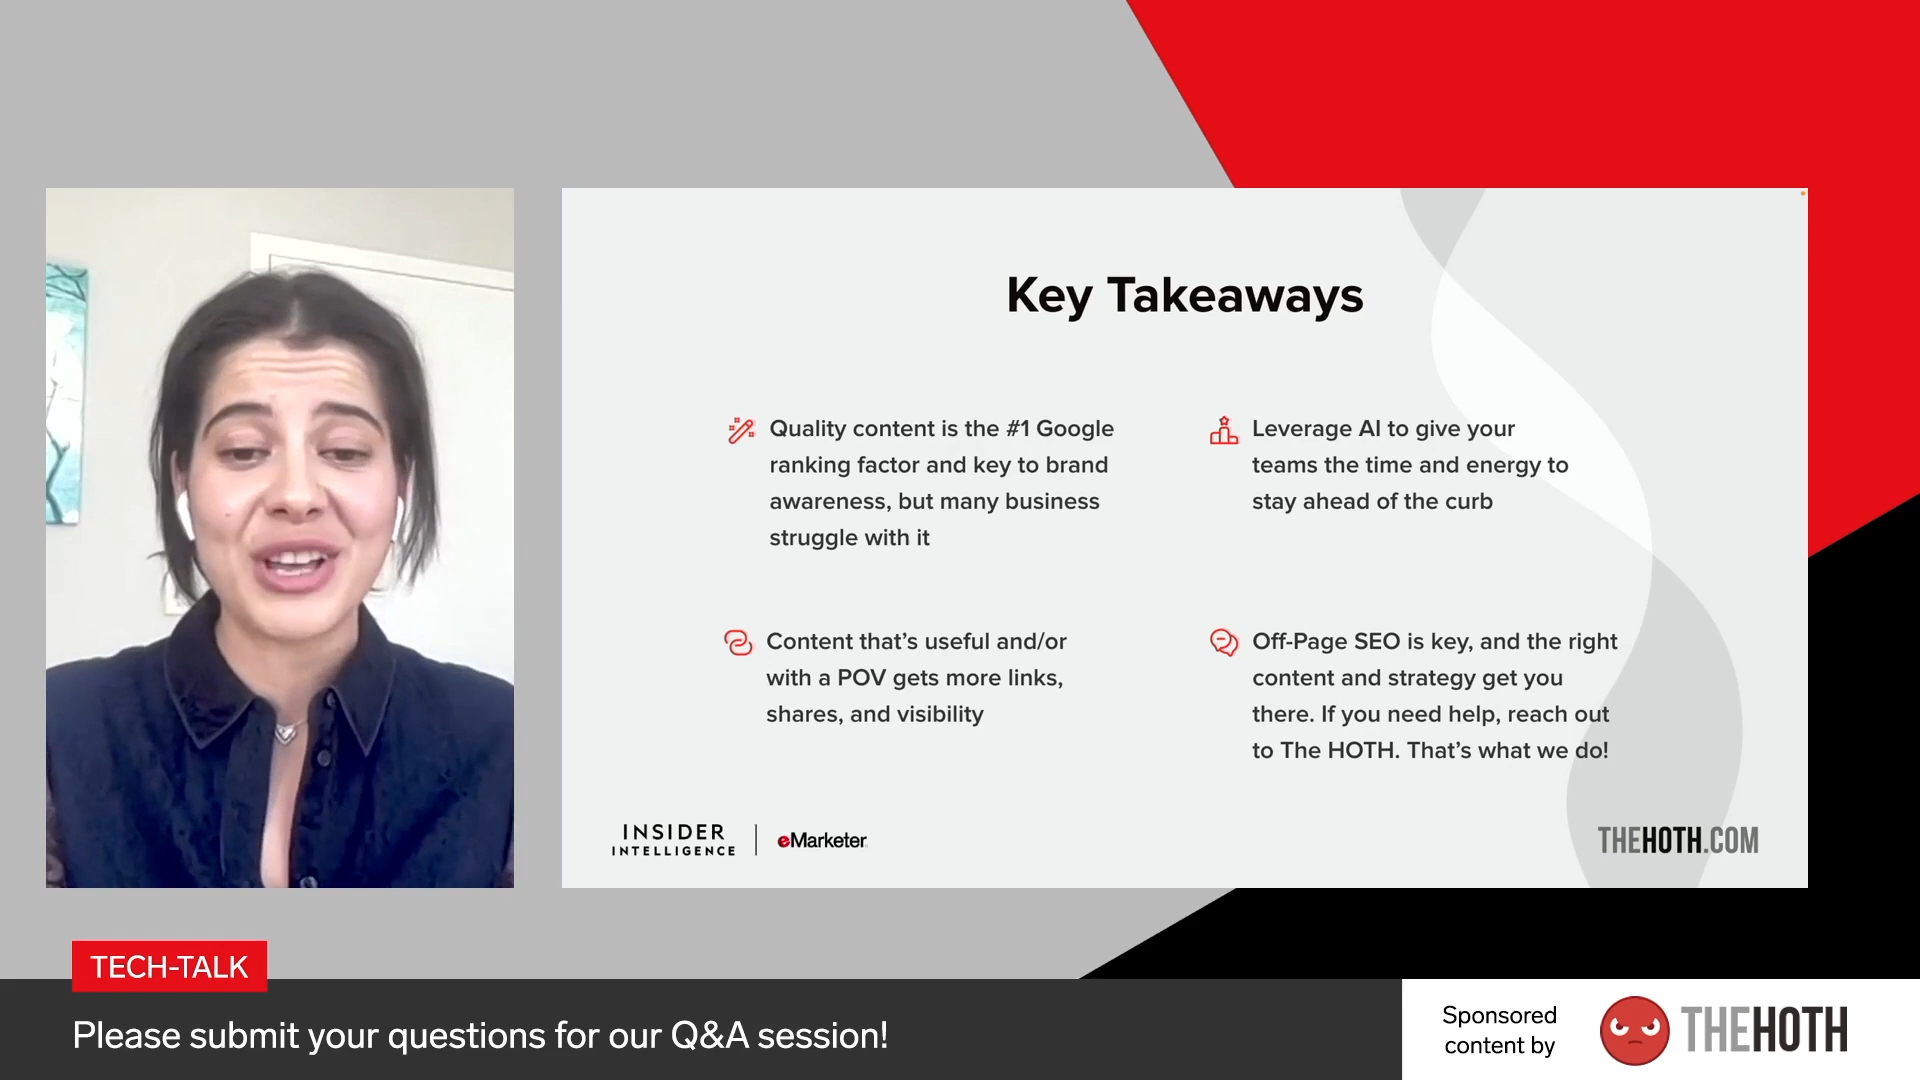 Key Takeaways
Quality content is the #1 Google
ranking factor and key to brand
awareness, but many business
struggle with it
Leverage AI to give your
teams the time and energy to
stay ahead of the curb
Content that’s useful and/or
with a POV gets more links,
shares, and visibility
Off-Page SEO is key, and the right
content and strategy get you
there. If you need help, reach out
to The HOTH. That’s what we do!
INSIDER
INTELLIGENCE
eMarketer
THEHOTH.COM
TECH-TALK
Please submit your questions for our Q&A session!
Sponsored
content by
THEHOTH